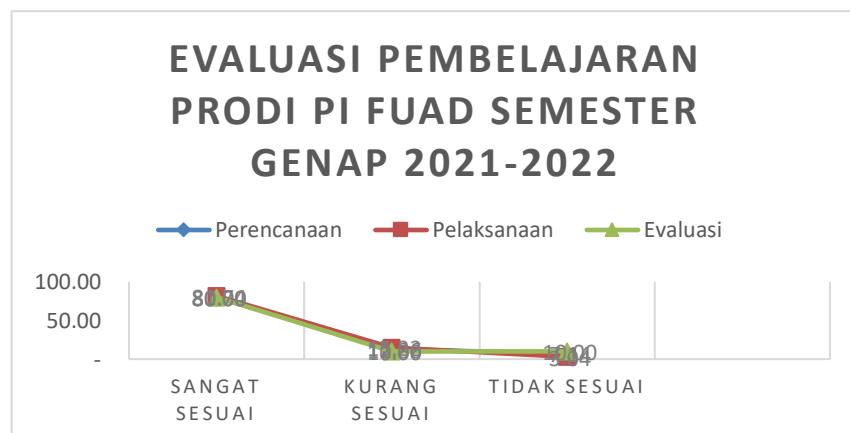 EVALUASI PEMBELAJARAN
PRODI PI FUAD SEMESTER
GENAP 2021-2022
Perencanaan Pelaksanaan Evaluasi
100.00
50.00
-
SANGAT SESUAI
KURANG SESUAI
TIDAK SESUAI